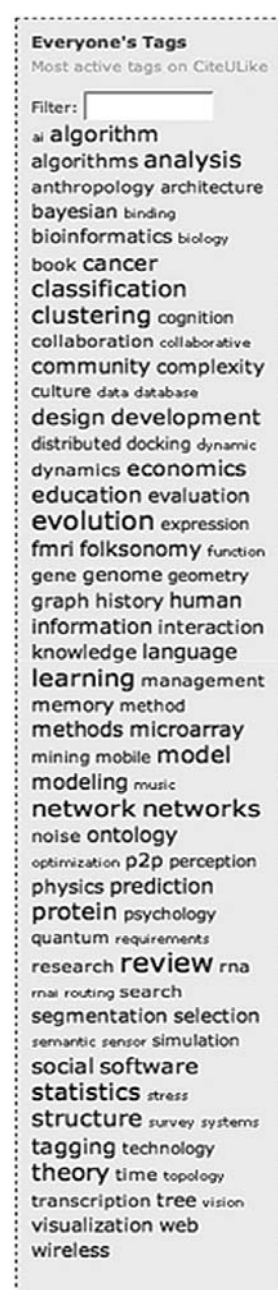 Everyone's Tags
Most active tags on CiteULike
Filter:
ai algorithm
algorithms analysis
anthropology architecture
bayesian binding
bioinformatics biology
book cancer
classification
clustering cognition
collaboration collaborative
community complexity
culture data database
design development
distributed docking dynamic
dynamics economics
education evaluation
evolution expression
fmri folksonomy function
gene genome geometry
graph history human
information interaction
knowledge language
learning management
memory method
methods microarray
mining mobile model
modeling music
network networks
noise ontology
optimization p2p perception
physics prediction
protein psychology
quantum requirements
research review rna
rnai routing search
segmentation selection
semantic sensor simulation
social software
statistics stress
structure survey systems
tagging technology
theory time topology
transcription tree vision
visualization web
wireless